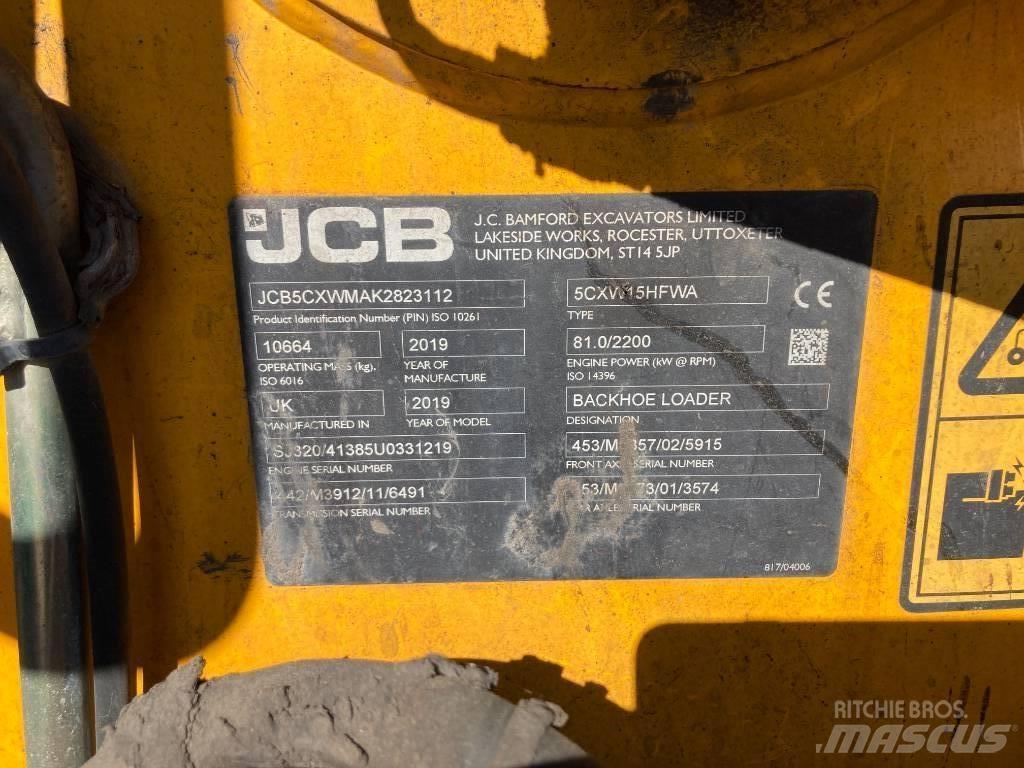 JCB
J.C. BAMFORD EXCAVATORS LIMITED
LAKESIDE WORKS, ROCESTER, UTTOXETER
UNITED KINGDOM, ST14 5JP
JCB5CXWMAK2823112
Product Identification Number (PIN) ISO 10261
5CXW15HFWA
TYPE
CE
10664
OPERATING MASS (kg).
ISO 6016
2019
YEAR OF
MANUFACTURE
81.0/2200
ENGINE POWER (kW @ RPM)
ISO 14396
UK
MANUFACTURED IN
2019
YEAR OF MODEL
BACKHOE LOADER
DESIGNATION
SJ320/41385U0331219
ENGINE SERIAL NUMBER
FRONT AXLE SERIAL NUMBER
TRANSMISSION SERIAL NUMBER
AXLE SERIAL NUMBER
817/04006
RITCHIE BROS.
MASCUS